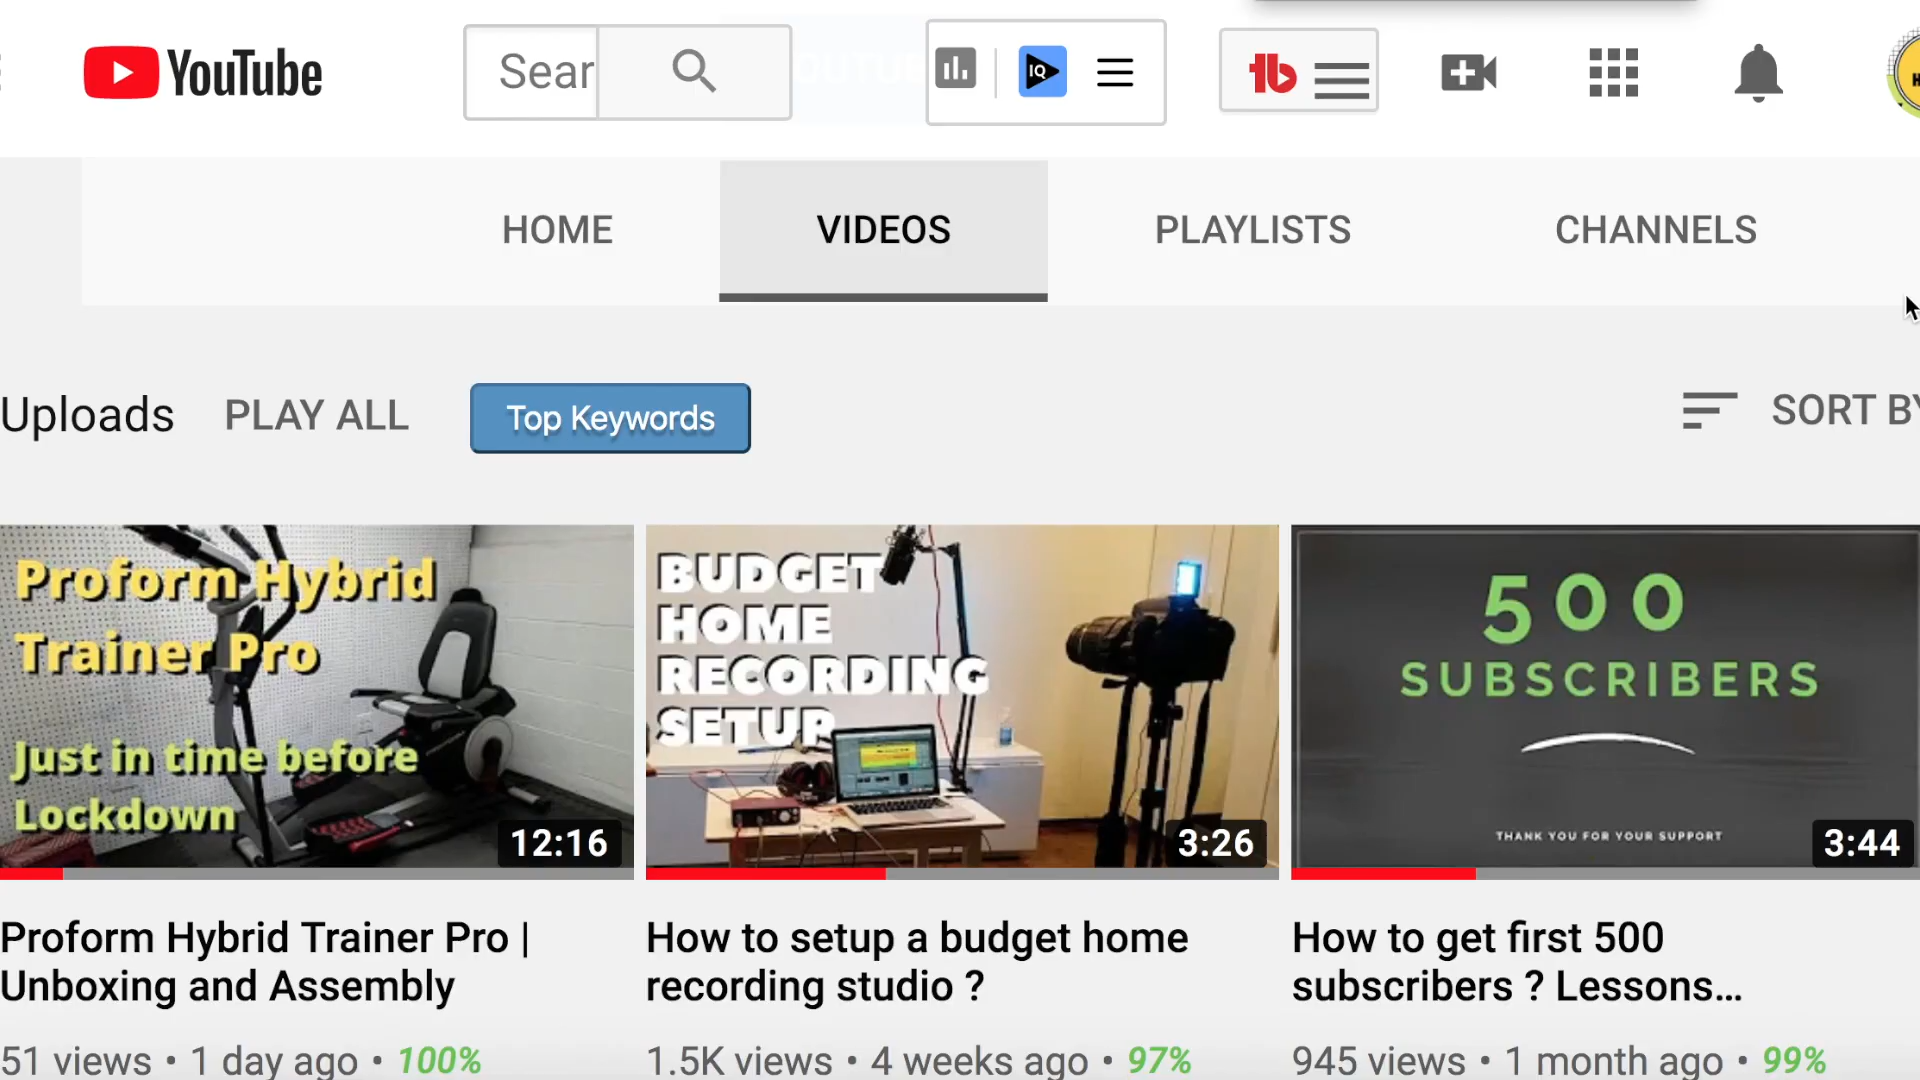 YouTube
Sear
IQ
tb
HOME
VIDEOS
PLAYLISTS
CHANNELS
Uploads
PLAY ALL
Top Keywords
SORT BY
Proform Hybrid
Trainer Pro
Just in time before
Lockdown
12:16
BUDGET
HOME
RECORDING
SETUP
3:26
500
SUBSCRIBERS
THANK YOU FOR YOUR SUPPORT
3:44
Proform Hybrid Trainer Pro |
Unboxing and Assembly
51 views • 1 day ago • 100%
How to setup a budget home
recording studio ?
1.5K views • 4 weeks ago • 97%
How to get first 500
subscribers ? Lessons...
945 views • 1 month ago • 99%